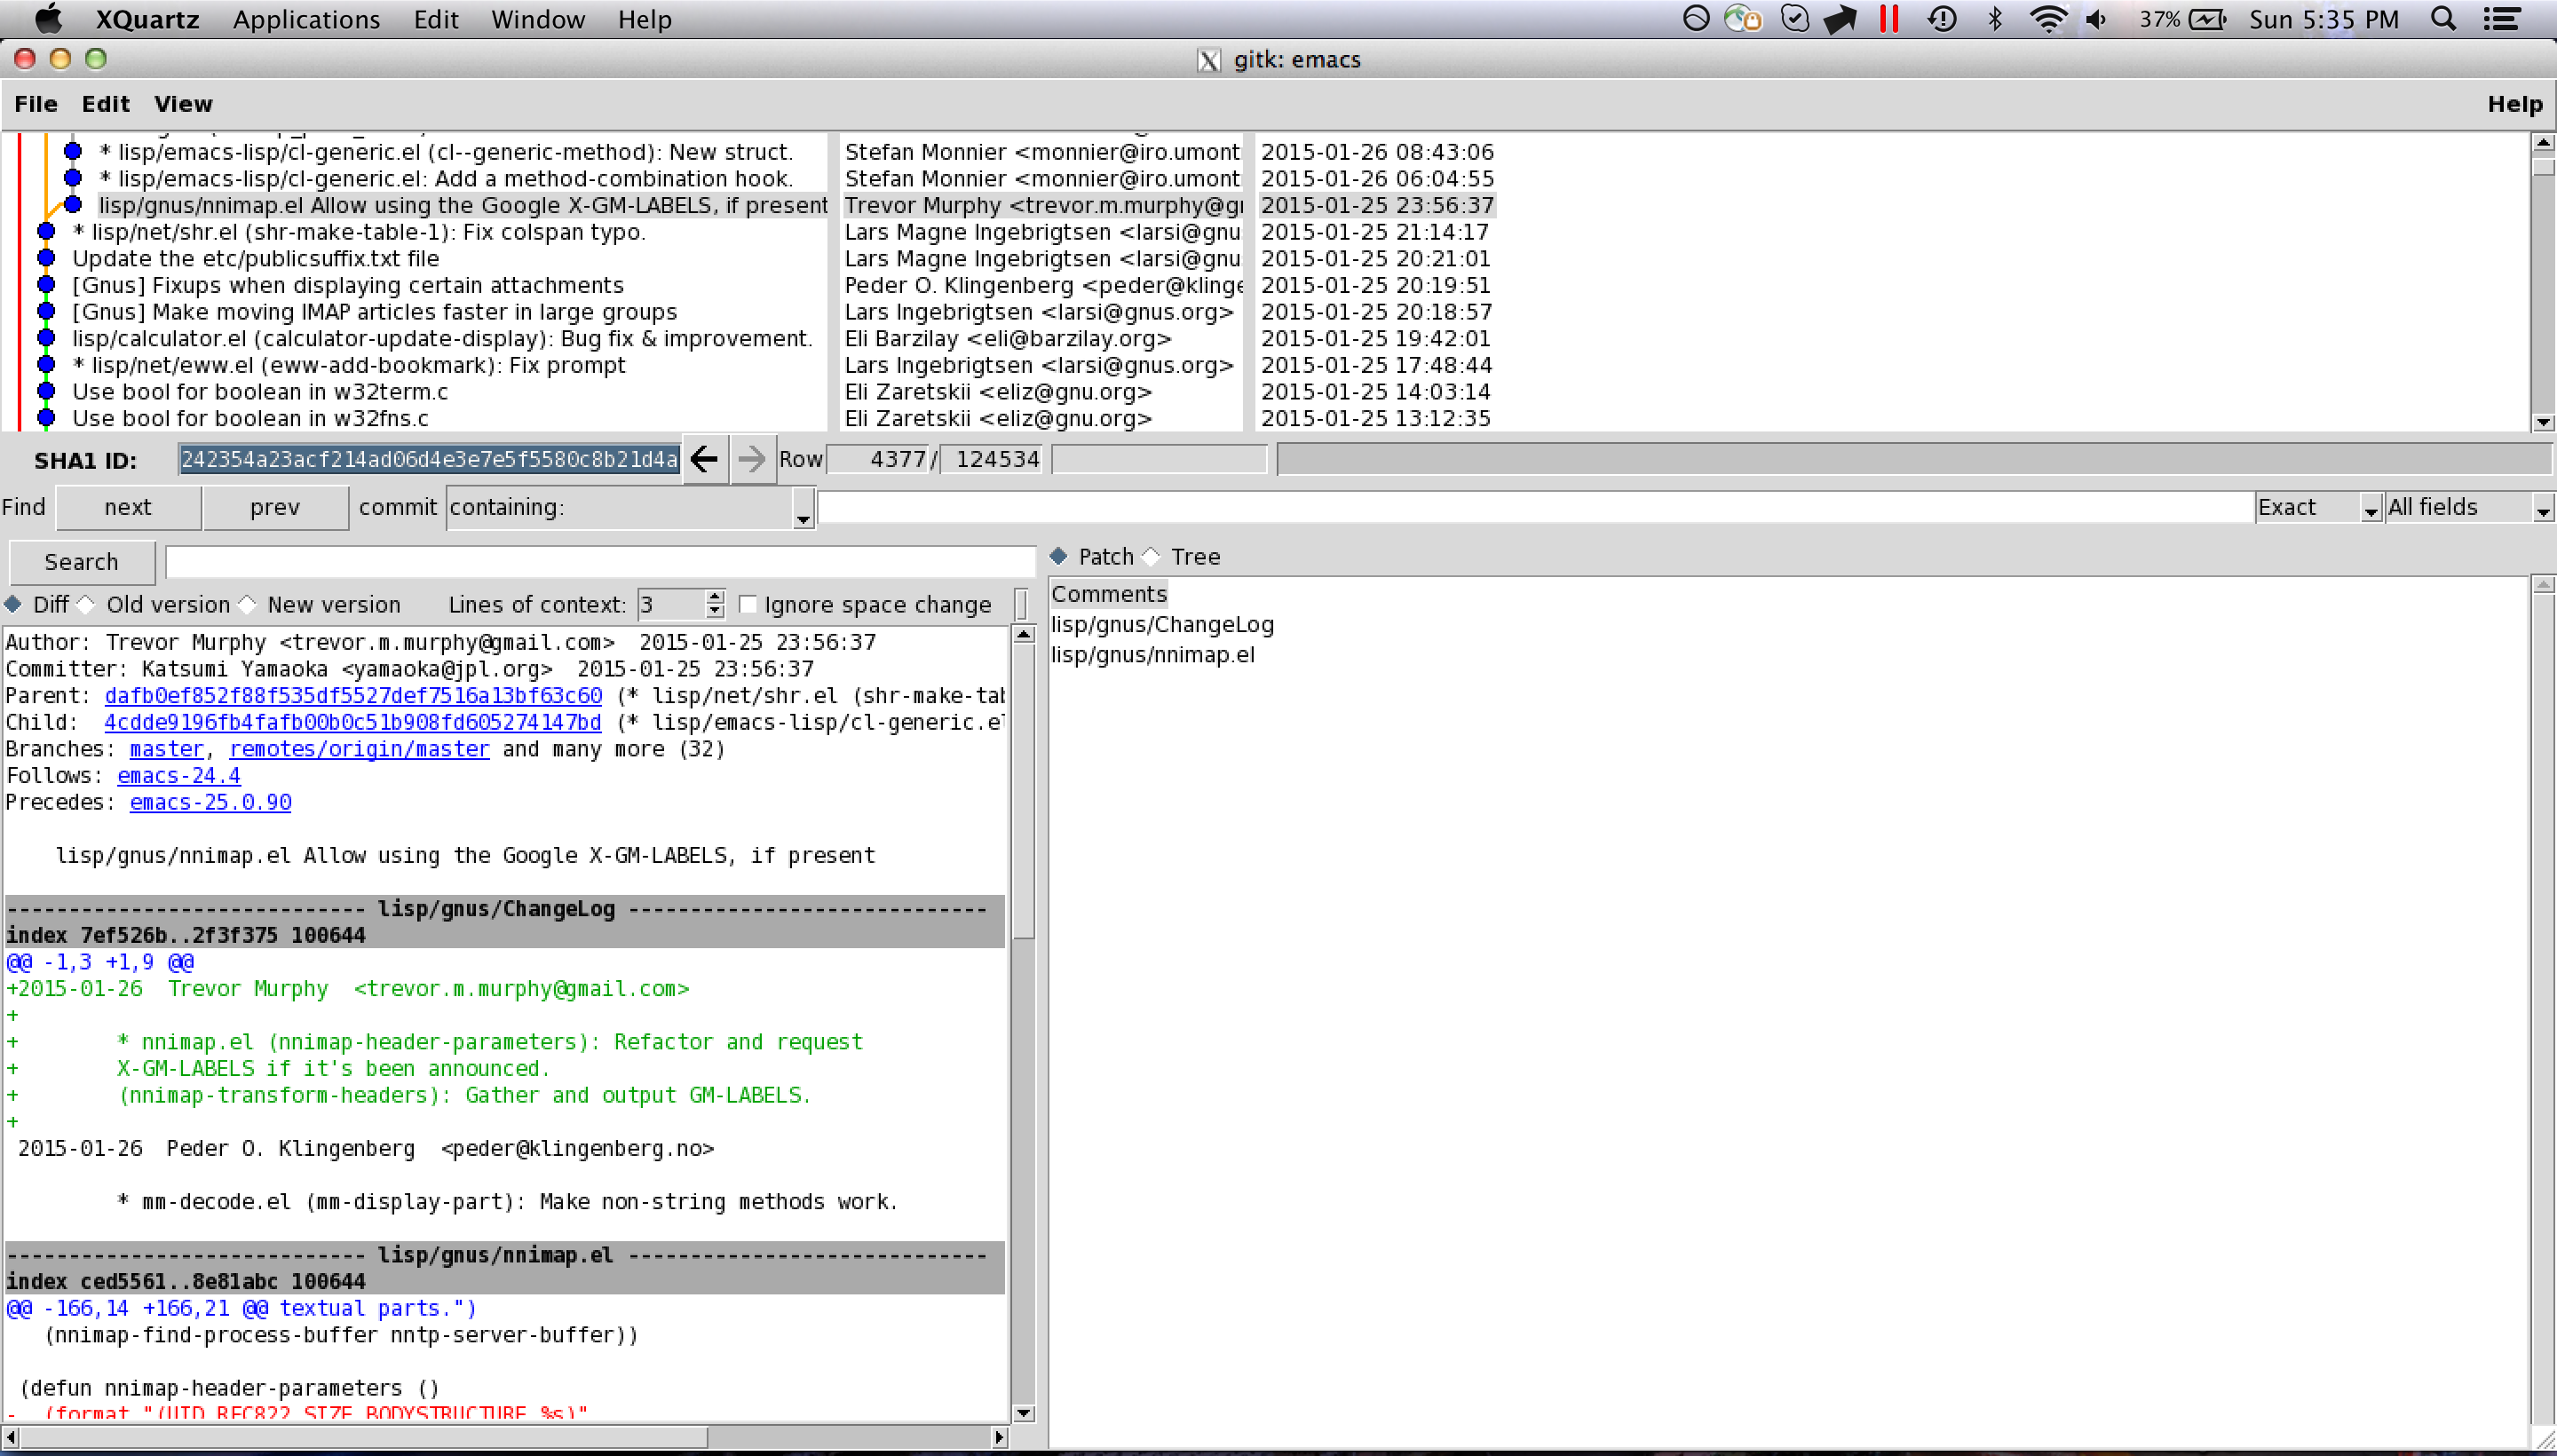 XQuartz Applications Edit Window Help 37% Sun 5:35 PM
gitk: emacs
File Edit View Help
* lisp/emacs-lisp/cl-generic.el (cl--generic-method): New struct. Stefan Monnier <monnier@iro.umont 2015-01-26 08:43:06
* lisp/emacs-lisp/cl-generic.el: Add a method-combination hook. Stefan Monnier <monnier@iro.umont 2015-01-26 06:04:55
lisp/gnus/nnimap.el Allow using the Google X-GM-LABELS, if present Trevor Murphy <trevor.m.murphy@g 2015-01-25 23:56:37
* lisp/net/shr.el (shr-make-table-1): Fix colspan typo. Lars Magne Ingebrigtsen <larsi@gnu 2015-01-25 21:14:17
Update the etc/publicsuffix.txt file Lars Magne Ingebrigtsen <larsi@gnu 2015-01-25 20:21:01
[Gnus] Fixups when displaying certain attachments Peder O. Klingenberg <peder@klinge 2015-01-25 20:19:51
[Gnus] Make moving IMAP articles faster in large groups Lars Ingebrigtsen <larsi@gnus.org> 2015-01-25 20:18:57
lisp/calculator.el (calculator-update-display): Bug fix & improvement. Eli Barzilay <eli@barzilay.org> 2015-01-25 19:42:01
* lisp/net/eww.el (eww-add-bookmark): Fix prompt Lars Ingebrigtsen <larsi@gnus.org> 2015-01-25 17:48:44
Use bool for boolean in w32term.c Eli Zaretskii <eliz@gnu.org> 2015-01-25 14:03:14
Use bool for boolean in w32fns.c Eli Zaretskii <eliz@gnu.org> 2015-01-25 13:12:35
SHA1 ID: 242354a23acf214ad06d4e3e7e5f5580c8b21d4a Row 4377 / 124534
Find next prev commit containing: Exact All fields
Search
Patch Tree
Diff Old version New version Lines of context: 3 Ignore space change
Comments
lisp/gnus/ChangeLog
lisp/gnus/nnimap.el
Author: Trevor Murphy <trevor.m.murphy@gmail.com> 2015-01-25 23:56:37
Committer: Katsumi Yamaoka <yamaoka@jpl.org> 2015-01-25 23:56:37
Parent: dafb0ef852f88f535df5527def7516a13bf63c60 (* lisp/net/shr.el (shr-make-tab
Child: 4cdde9196fb4fafb00b0c51b908fd605274147bd (* lisp/emacs-lisp/cl-generic.el
Branches: master, remotes/origin/master and many more (32)
Follows: emacs-24.4
Precedes: emacs-25.0.90
lisp/gnus/nnimap.el Allow using the Google X-GM-LABELS, if present
----------------------------- lisp/gnus/ChangeLog -----------------------------
index 7ef526b..2f3f375 100644
@@ -1,3 +1,9 @@
+2015-01-26  Trevor Murphy  <trevor.m.murphy@gmail.com>
+
+ * nnimap.el (nnimap-header-parameters): Refactor and request
+ X-GM-LABELS if it's been announced.
+ (nnimap-transform-headers): Gather and output GM-LABELS.
+
2015-01-26  Peder O. Klingenberg  <peder@klingenberg.no>
* mm-decode.el (mm-display-part): Make non-string methods work.
----------------------------- lisp/gnus/nnimap.el -----------------------------
index ced5561..8e81abc 100644
@@ -166,14 +166,21 @@ textual parts.")
(nnimap-find-process-buffer nntp-server-buffer))
(defun nnimap-header-parameters ()
- (format "(UID RFC822.SIZE BODYSTRUCTURE %s)"